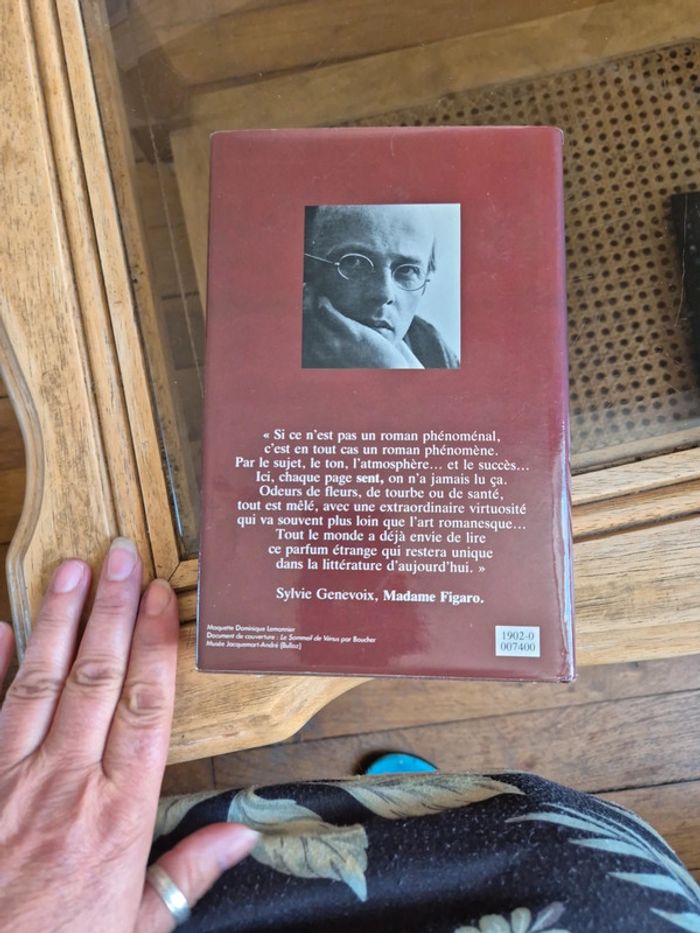 « Si ce n'est pas un roman phénoménal,
c'est en tout cas un roman phénomène.
Par le sujet, le ton, l'atmosphère... et le succès...
Ici, chaque page sent, on n'a jamais lu ça.
Odeurs de fleurs, de tourbe ou de santé,
tout est mêlé, avec une extraordinaire virtuosité
qui va souvent plus loin que l'art romanesque...
Tout le monde a déjà envie de lire
ce parfum étrange qui restera unique
dans la littérature d'aujourd'hui. »
Sylvie Genevoix, Madame Figaro.
Maquette Dominique Lemonnier
Document de couverture : Le Sommeil de Vénus par Boucher
Musée Jacquemart-André (Bulloz)
1902-0
007400